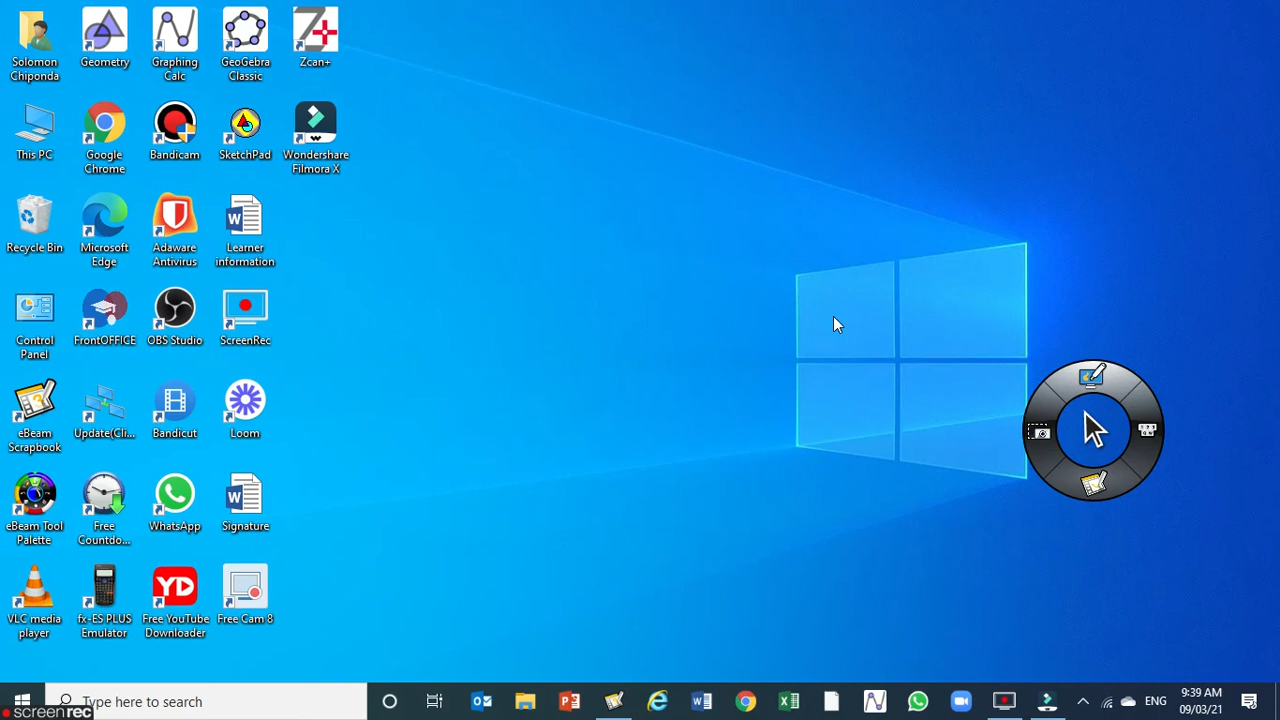 Solomon
Chiponda
Geometry
Graphing
Calc
GeoGebra
Classic
Zcan+
This PC
Google
Chrome
Bandicam
SketchPad
Wondershare
Filmora X
Recycle Bin
Microsoft
Edge
Adaware
Antivirus
Learner
information
Control
Panel
FrontOFFICE
OBS Studio
ScreenRec
eBeam
Scrapbook
Update(Cli...
Bandicut
Loom
eBeam Tool
Palette
Free
Countdo...
WhatsApp
Signature
VLC media
player
fx-ES PLUS
Emulator
YD
Free YouTube
Downloader
Free Cam 8
Type here to search
screenrec
ENG
9:39 AM
09/03/21